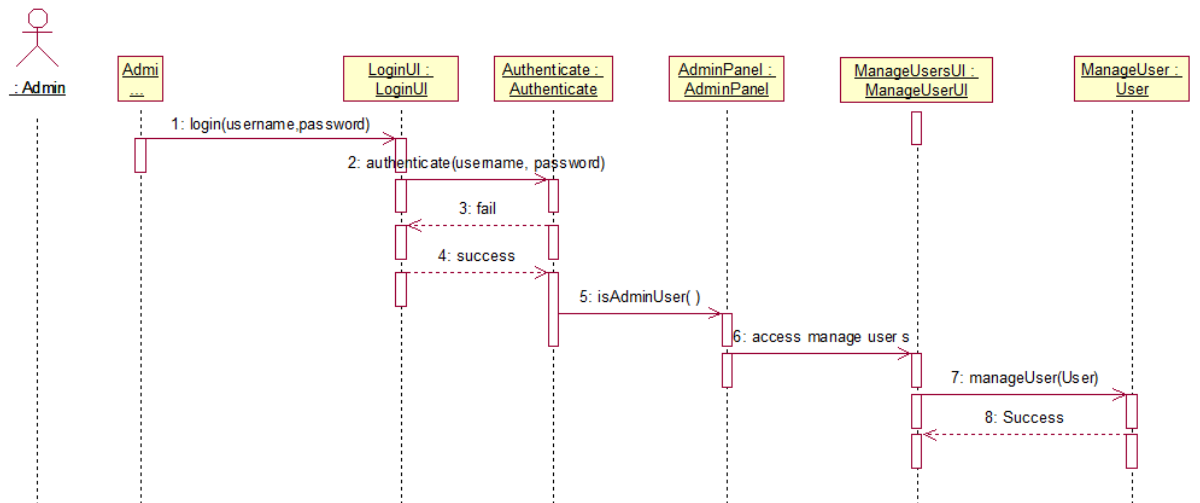 : Admin
Admi
...
LoginUI :
LoginUI
Authenticate :
Authenticate
AdminPanel :
AdminPanel
ManageUsersUI :
ManageUserUI
ManageUser :
User
1: login(username,password)
2: authenticate(username, password)
3: fail
4: success
5: isAdminUser( )
6: access manage user s
7: manageUser(User)
8: Success